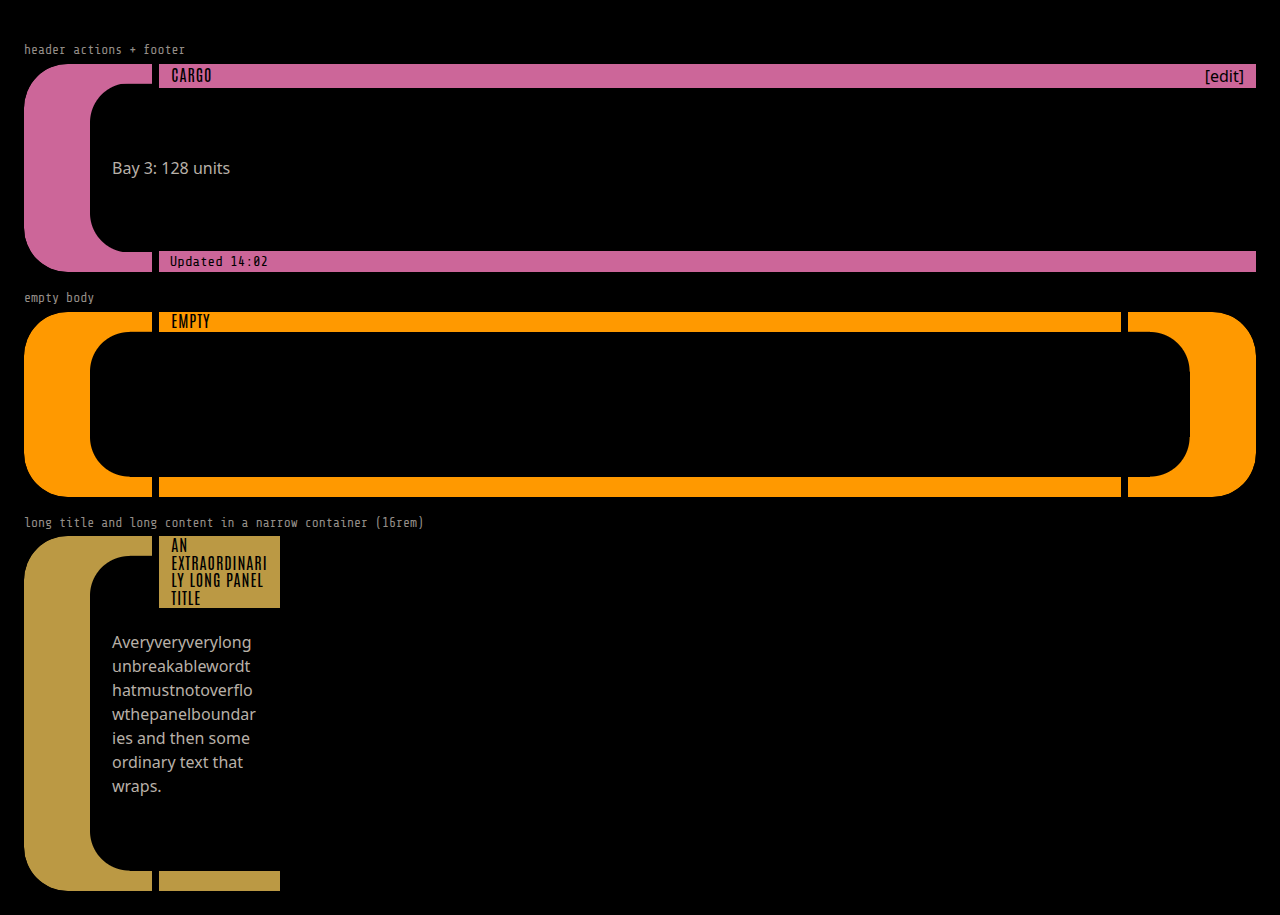 header actions + footer
CARGO [edit]
Bay 3: 128 units
Updated 14:02
empty body
EMPTY
long title and long content in a narrow container (16rem)
AN
EXTRAORDINARI
LY LONG PANEL
TITLE
Averyveryverylong
unbreakablewordt
hatmustnotoverflo
wthepanelboundar
ies and then some
ordinary text that
wraps.